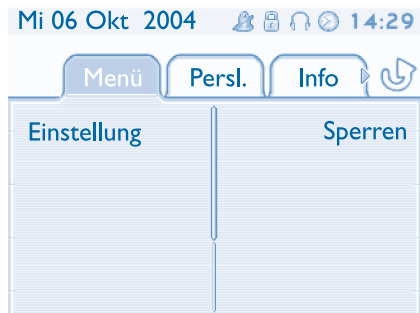 Mi 06 Okt 2004 14:29
Menü Persl. Info
Einstellung Sperren